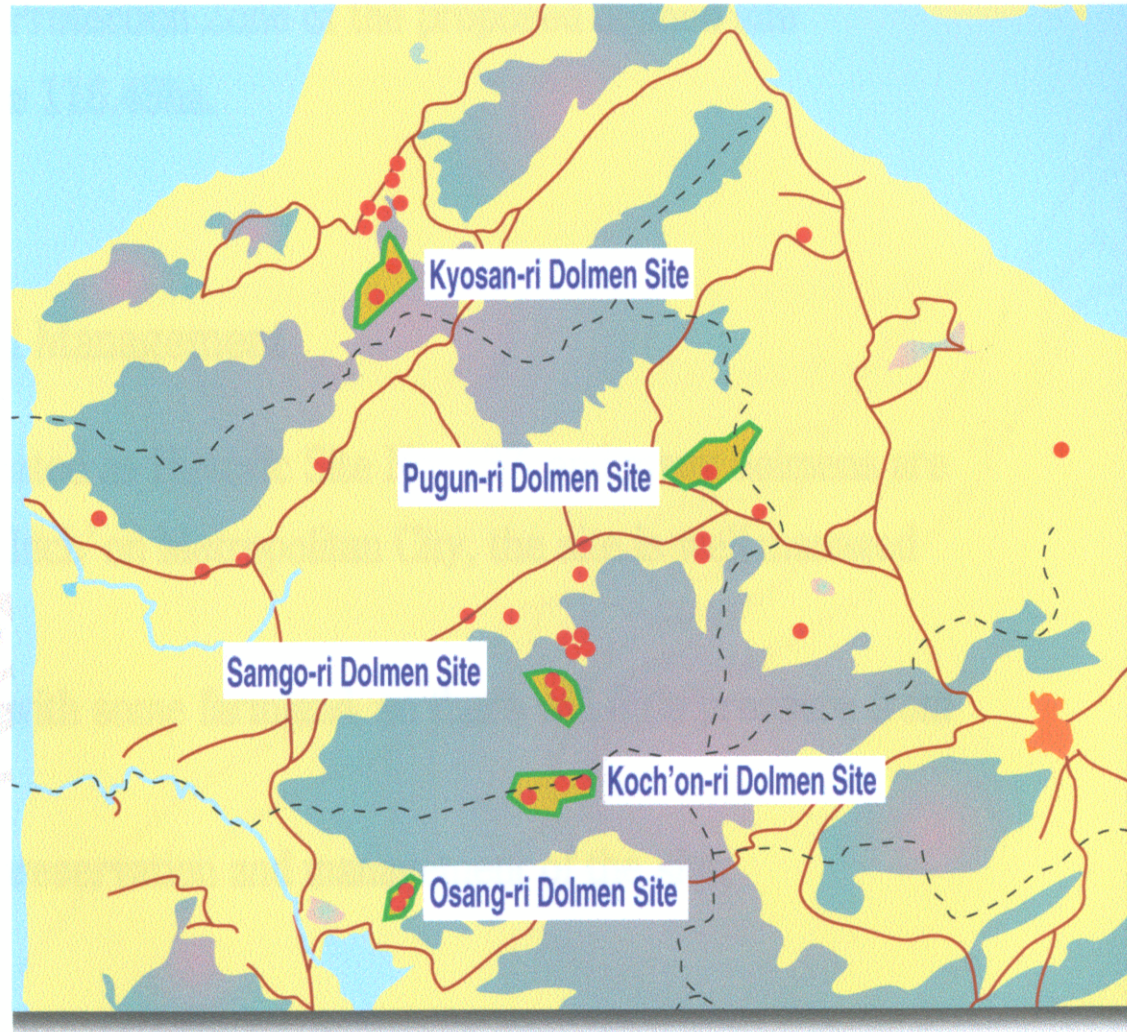 Kyosan-ri Dolmen Site
Pugun-ri Dolmen Site
Samgo-ri Dolmen Site
Koch'on-ri Dolmen Site
Osang-ri Dolmen Site